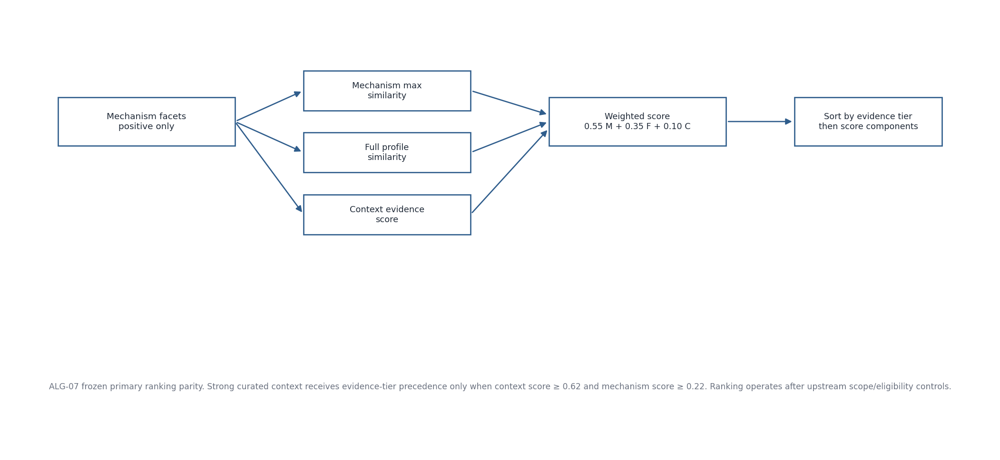 Mechanism facets
positive only
Mechanism max
similarity
Full profile
similarity
Context evidence
score
Weighted score
0.55 M + 0.35 F + 0.10 C
Sort by evidence tier
then score components
ALG-07 frozen primary ranking parity. Strong curated context receives evidence-tier precedence only when context score ≥ 0.62 and mechanism score ≥ 0.22. Ranking operates after upstream scope/eligibility controls.